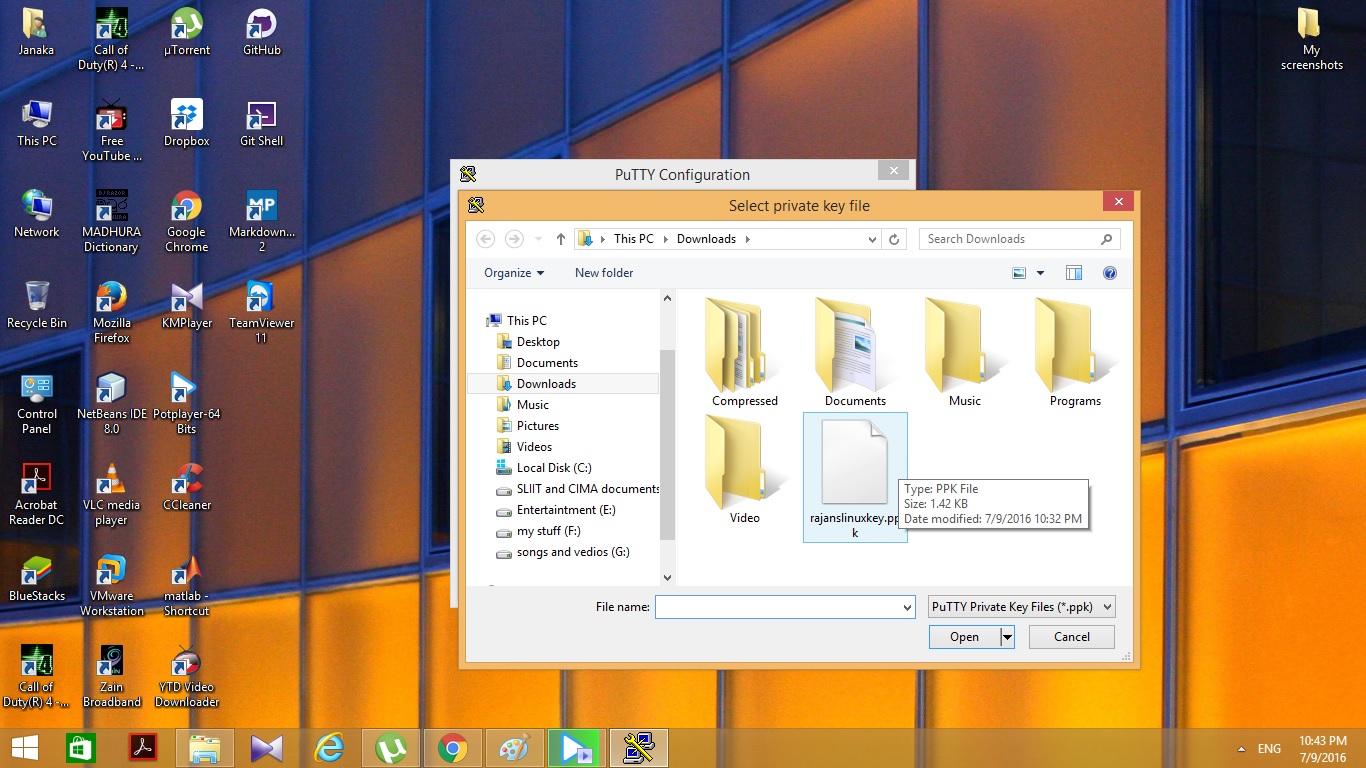 Janaka
Call of
Duty(R) 4 -...
µTorrent
GitHub
My
screenshots
This PC
Free
YouTube ...
Dropbox
Git Shell
Network
MADHURA
Dictionary
Google
Chrome
Markdown...
2
Recycle Bin
Mozilla
Firefox
KMPlayer
TeamViewer
11
Control
Panel
NetBeans IDE
8.0
Potplayer-64
Bits
Acrobat
Reader DC
VLC media
player
CCleaner
BlueStacks
VMware
Workstation
matlab -
Shortcut
Call of
Duty(R) 4 -...
Zain
Broadband
YTD Video
Downloader
PuTTY Configuration
Select private key file
This PC
Downloads
Search Downloads
Organize
New folder
This PC
Desktop
Documents
Downloads
Music
Pictures
Videos
Local Disk (C:)
SLIIT and CIMA documents
Entertaintment (E:)
my stuff (F:)
songs and vedios (G:)
Compressed
Documents
Music
Programs
Video
rajanslinuxkey.pp
k
Type: PPK File
Size: 1.42 KB
Date modified: 7/9/2016 10:32 PM
File name:
PuTTY Private Key Files (*.ppk)
Open
Cancel
ENG
10:43 PM
7/9/2016